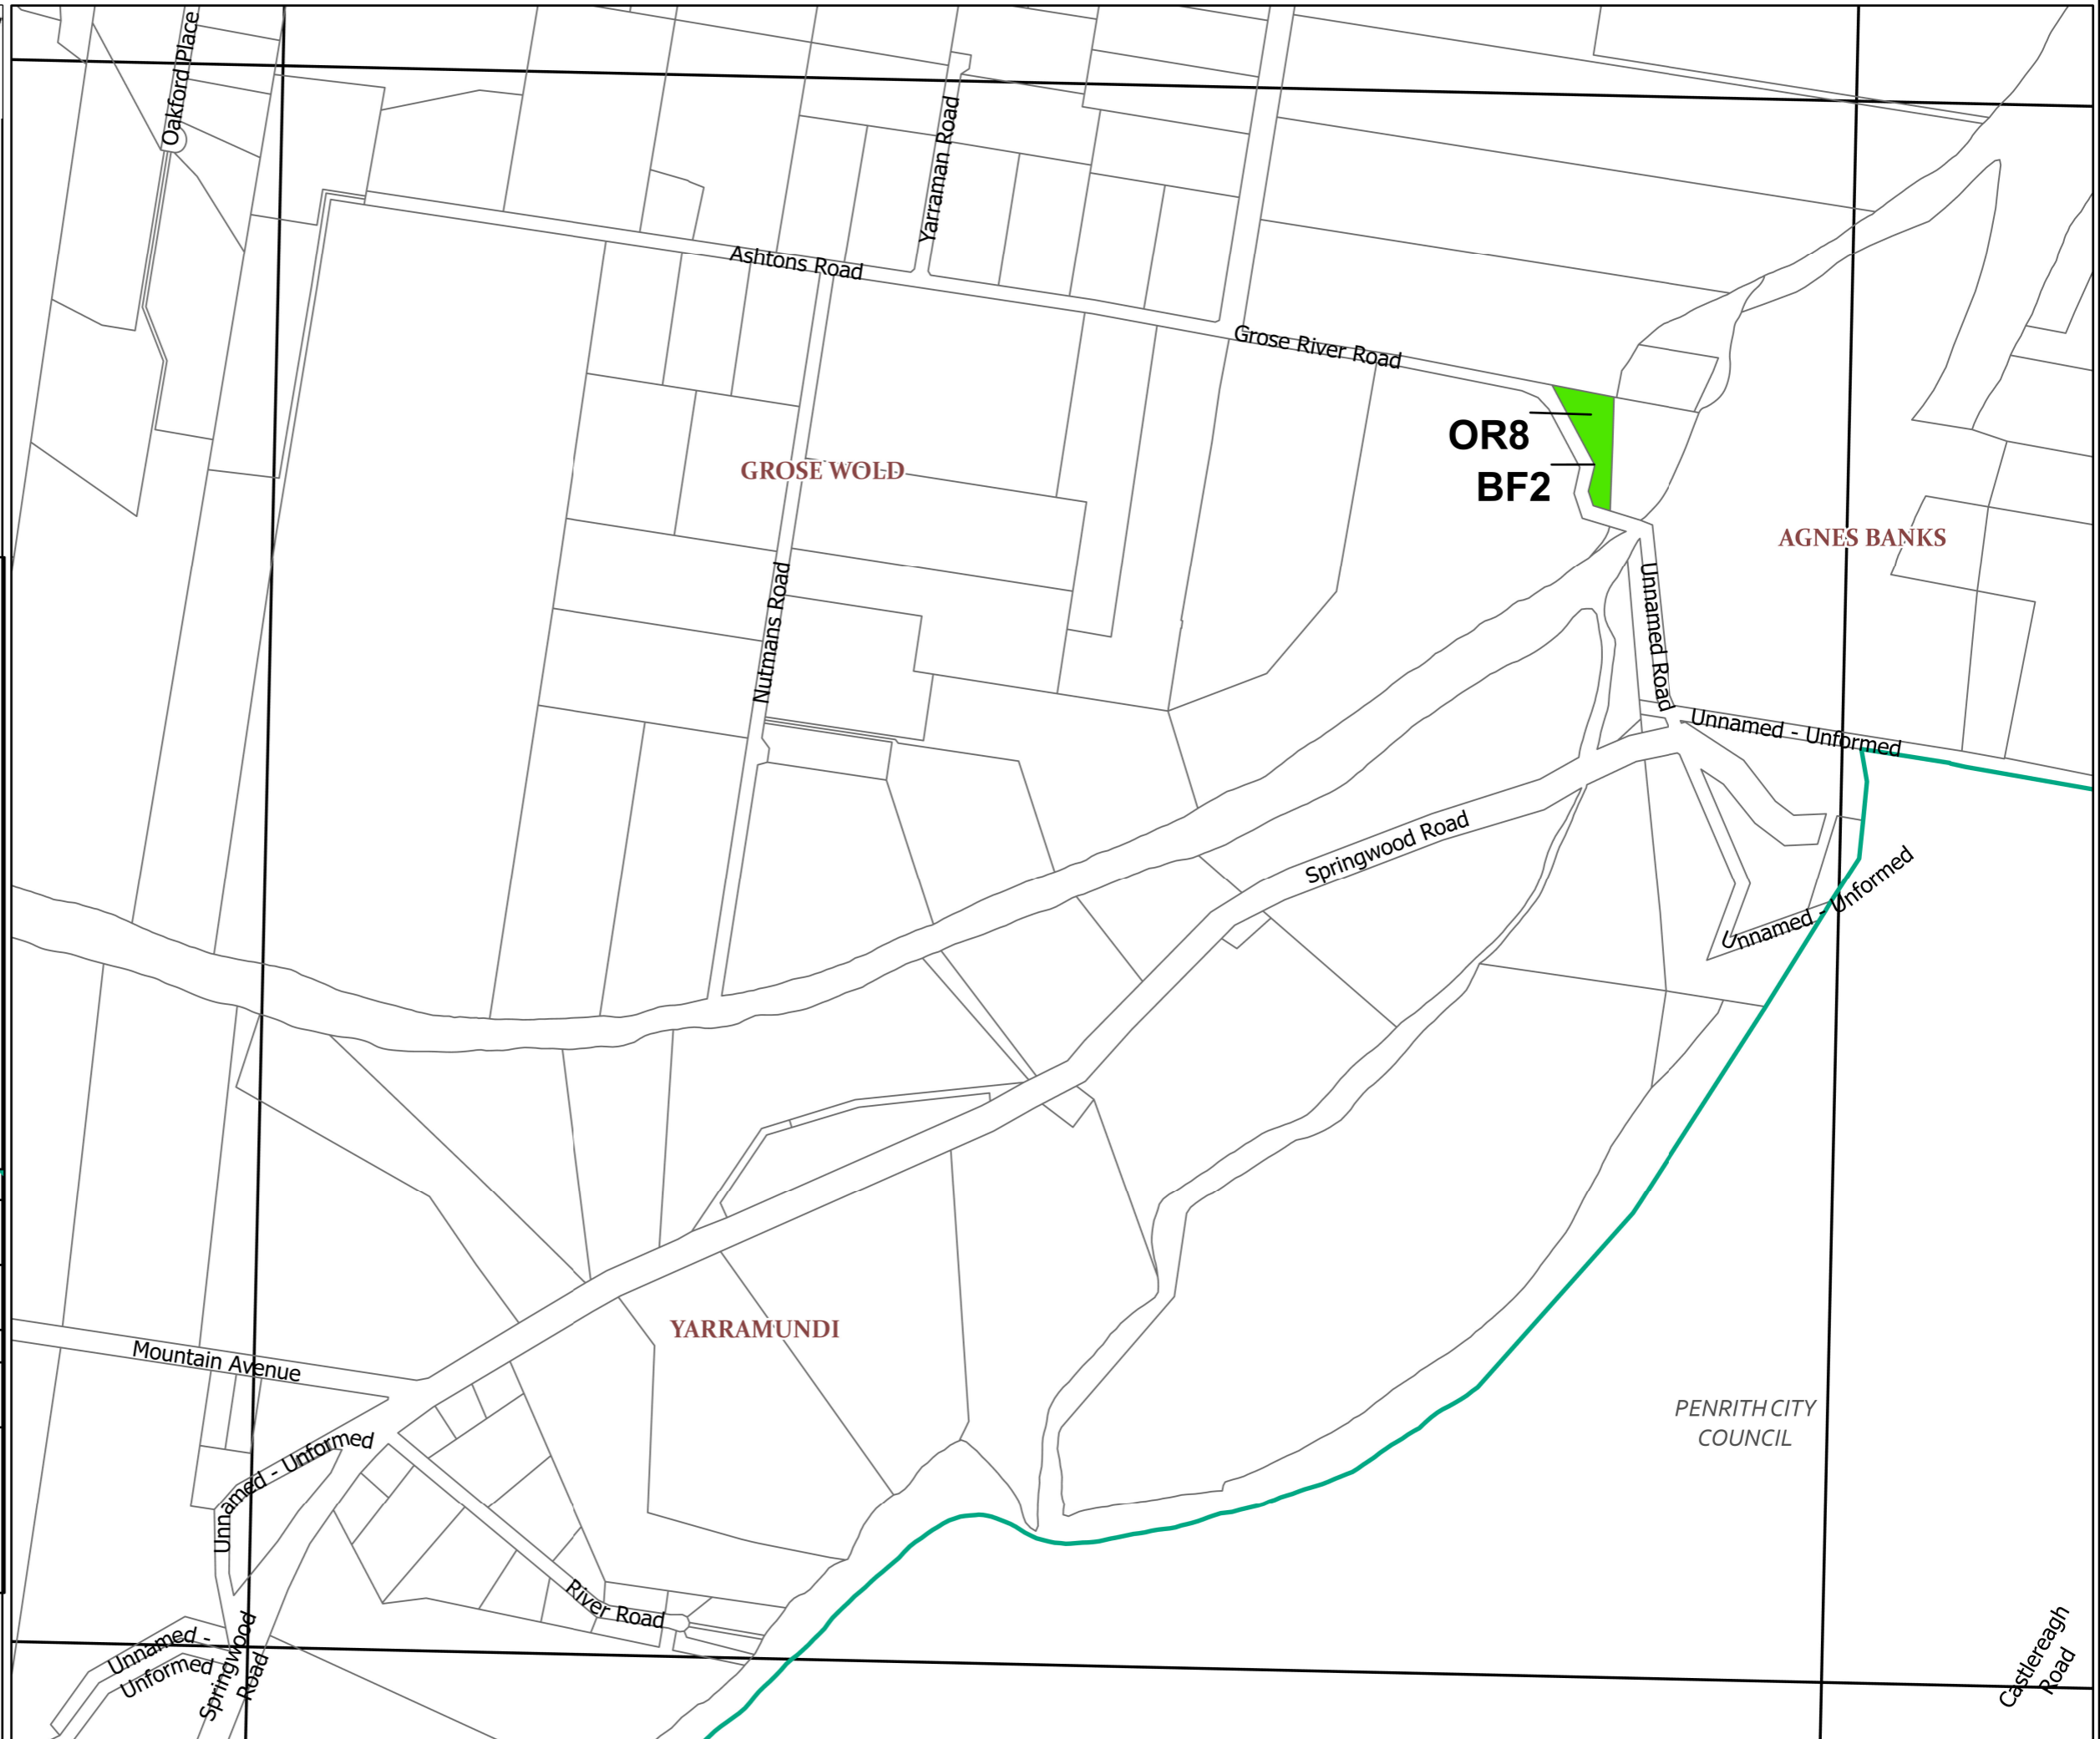 Oakford Place
Yarraman Road
Ashtons Road
Grose River Road
OR8
BF2
GROSE WOLD
AGNES BANKS
Nutmans Road
Unnamed Road
Unnamed - Unformed
Springwood Road
Unnamed - Unformed
YARRAMUNDI
Mountain Avenue
PENRITH CITY
COUNCIL
Unnamed - Unformed
River Road
Unnamed -
Unformed
Springwood
Road
Castlereagh
Road